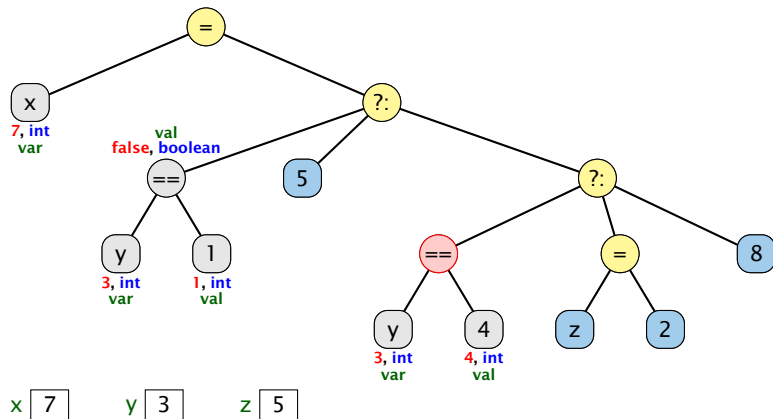 =
x
7, int
var
?:
val
false, boolean
==
5
?:
y
3, int
var
1
1, int
val
==
=
8
y
3, int
var
4
4, int
val
z
2
x 7
y 3
z 5